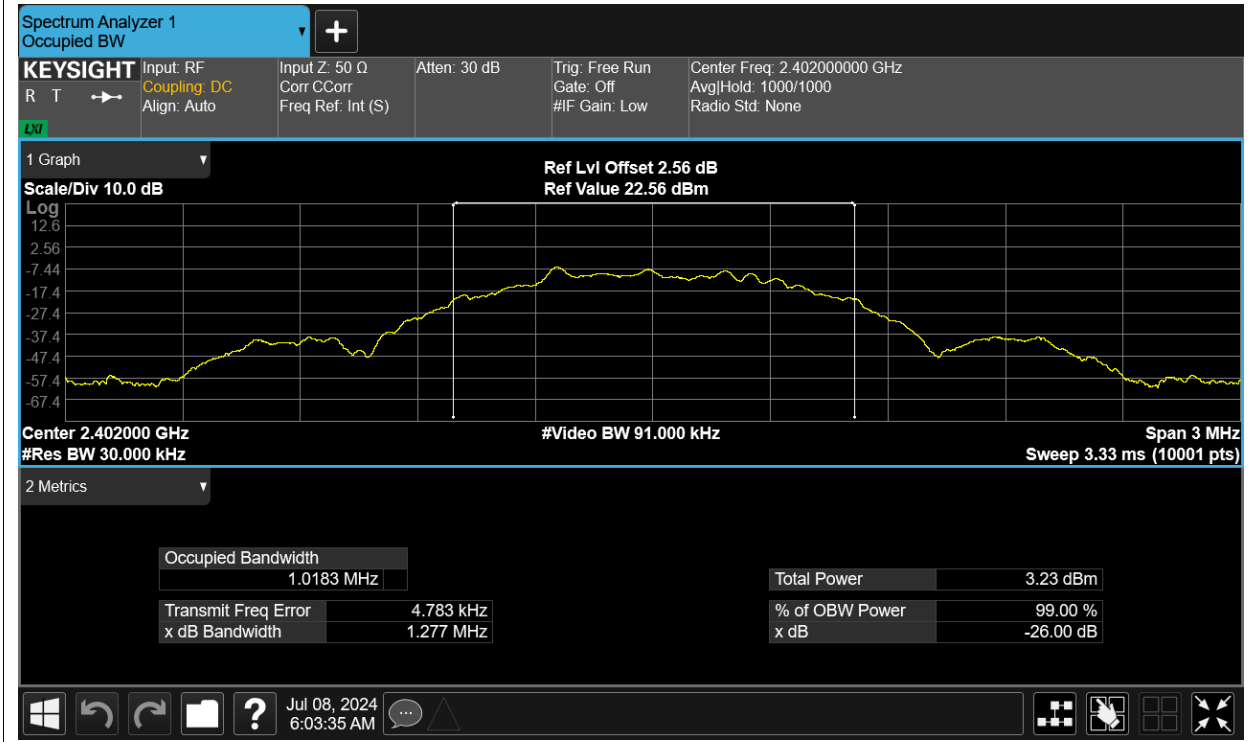 Spectrum Analyzer 1
Occupied BW
KEYSIGHT
R T
LXI
Input: RF
Coupling: DC
Align: Auto
Input Z: 50 Ω
Corr CCorr
Freq Ref: Int (S)
Atten: 30 dB
Trig: Free Run
Gate: Off
#IF Gain: Low
Center Freq: 2.402000000 GHz
Avg|Hold: 1000/1000
Radio Std: None
1 Graph
Scale/Div 10.0 dB
Ref Lvl Offset 2.56 dB
Ref Value 22.56 dBm
Log
12.6
2.56
-7.44
-17.4
-27.4
-37.4
-47.4
-57.4
-67.4
Center 2.402000 GHz
#Video BW 91.000 kHz
Span 3 MHz
#Res BW 30.000 kHz
Sweep 3.33 ms (10001 pts)
2 Metrics
Occupied Bandwidth
1.0183 MHz
Total Power 3.23 dBm
Transmit Freq Error 4.783 kHz
% of OBW Power 99.00 %
x dB Bandwidth 1.277 MHz
x dB -26.00 dB
?
Jul 08, 2024
6:03:35 AM